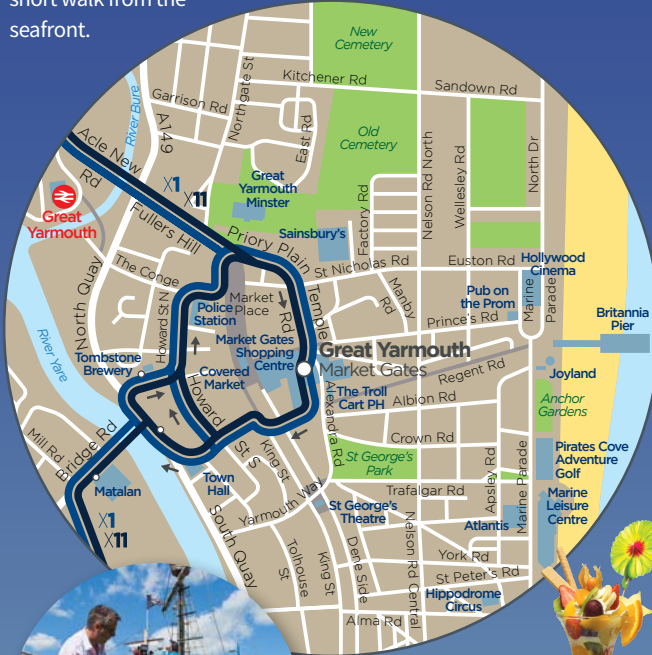 short walk from the
seafront.
New
Cemetery
Kitchener Rd
Sandown Rd
Garrison Rd
Northgate St
River Bure
A149
East Rd
Old
Cemetery
North Dr
Nelson Rd North
Wellesley Rd
Acle New
Rd
X1
X11
Great
Yarmouth
Minster
Factory Rd
Great
Yarmouth
Fullers Hill
Priory Plain
Sainsbury's
St Nicholas Rd
Euston Rd
Hollywood
Cinema
The Conge
North Quay
Market
Place
Police
Station
Temple
Rd
Manby
Rd
Pub on
the Prom
Marine
Parade
Britannia
Pier
Prince's Rd
Howard St N
River Yare
Market Gates
Shopping
Centre
Great Yarmouth
Market Gates
Tombstone
Brewery
Covered
Market
Regent Rd
Joyland
The Troll
Cart PH
Albion Rd
Anchor
Gardens
Howard
St S
Alexandra Rd
Crown Rd
Mill Rd
Bridge Rd
King St
St George's
Park
Apsley Rd
Marine Parade
Pirates Cove
Adventure
Golf
Matalan
Town
Hall
Trafalgar Rd
Marine
Leisure
Centre
Yarmouth Way
St George's
Theatre
Atlantis
X1
X11
South Quay
Nelson Rd Central
York Rd
Tolhouse
St
King St
Dene Side
St Peter's Rd
Hippodrome
Circus
Alma Rd